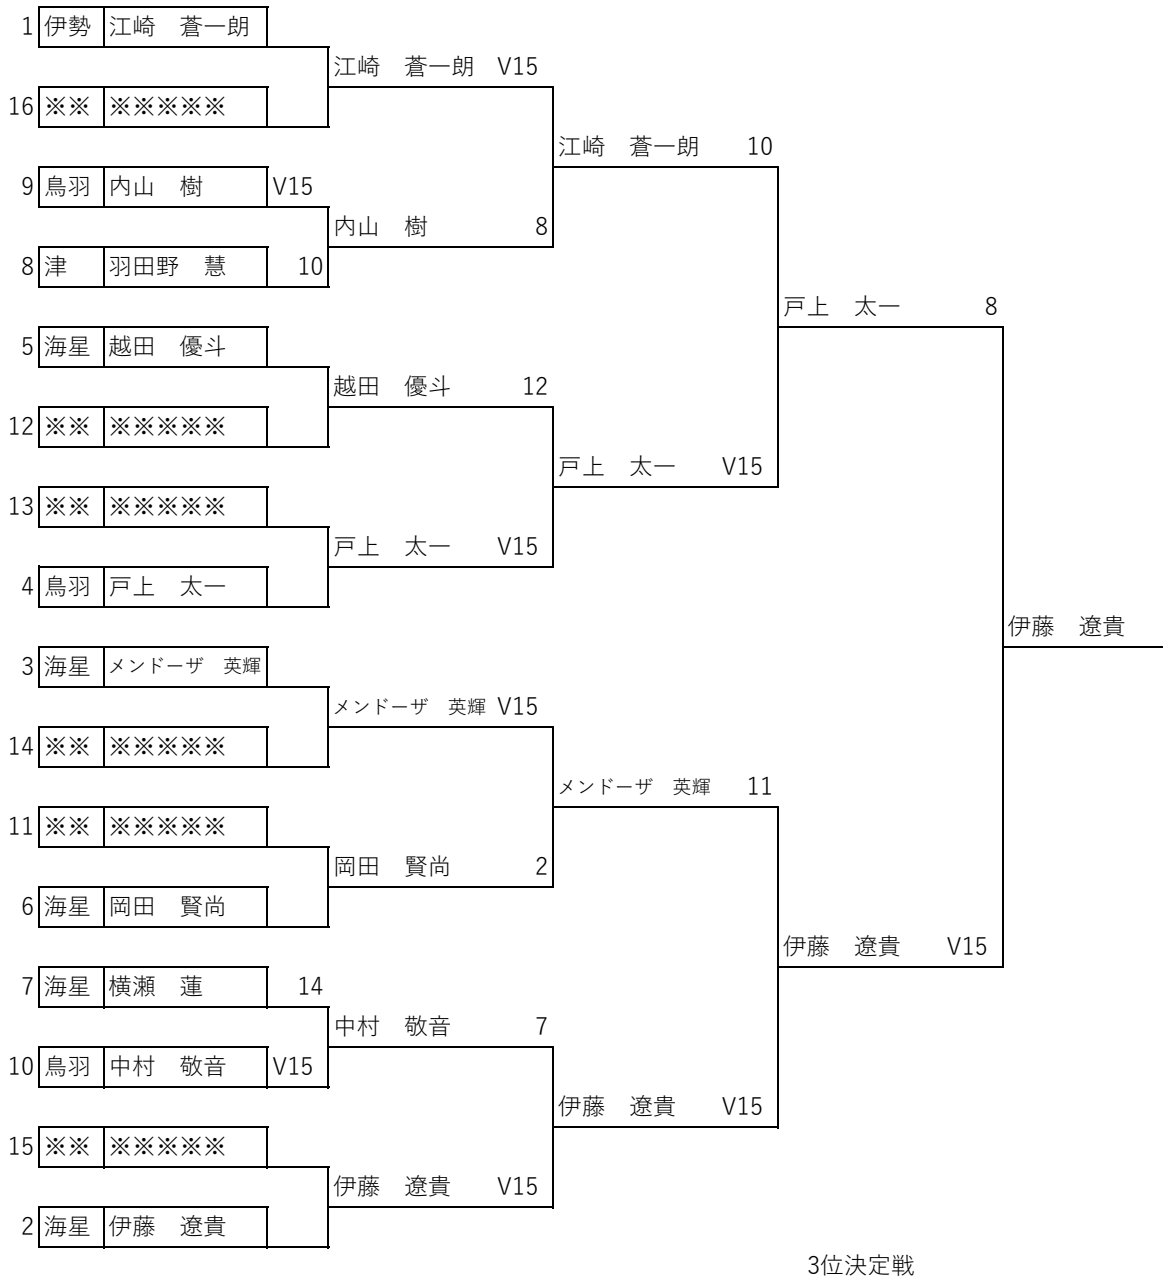 1 伊勢 江崎　蒼一朗
江崎　蒼一朗 V15
16 ※※ ※※※※※
江崎　蒼一朗 10
9 鳥羽 内山　樹 V15
内山　樹 8
8 津 羽田野　慧 10
戸上　太一 8
5 海星 越田　優斗
越田　優斗 12
12 ※※ ※※※※※
戸上　太一 V15
13 ※※ ※※※※※
戸上　太一 V15
4 鳥羽 戸上　太一
伊藤　遼貴
3 海星 メンドーザ　英輝
メンドーザ　英輝 V15
14 ※※ ※※※※※
メンドーザ　英輝 11
11 ※※ ※※※※※
岡田　賢尚 2
6 海星 岡田　賢尚
伊藤　遼貴 V15
7 海星 横瀬　蓮 14
中村　敬音 7
10 鳥羽 中村　敬音 V15
伊藤　遼貴 V15
15 ※※ ※※※※※
伊藤　遼貴 V15
2 海星 伊藤　遼貴
3位決定戦